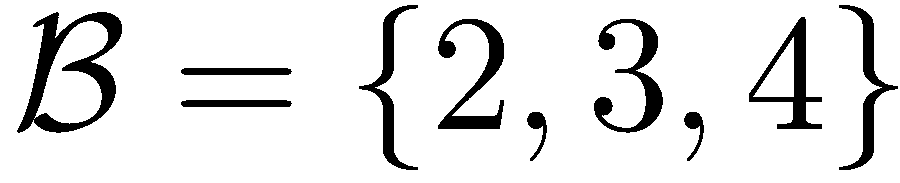 ℬ = {2, 3, 4}